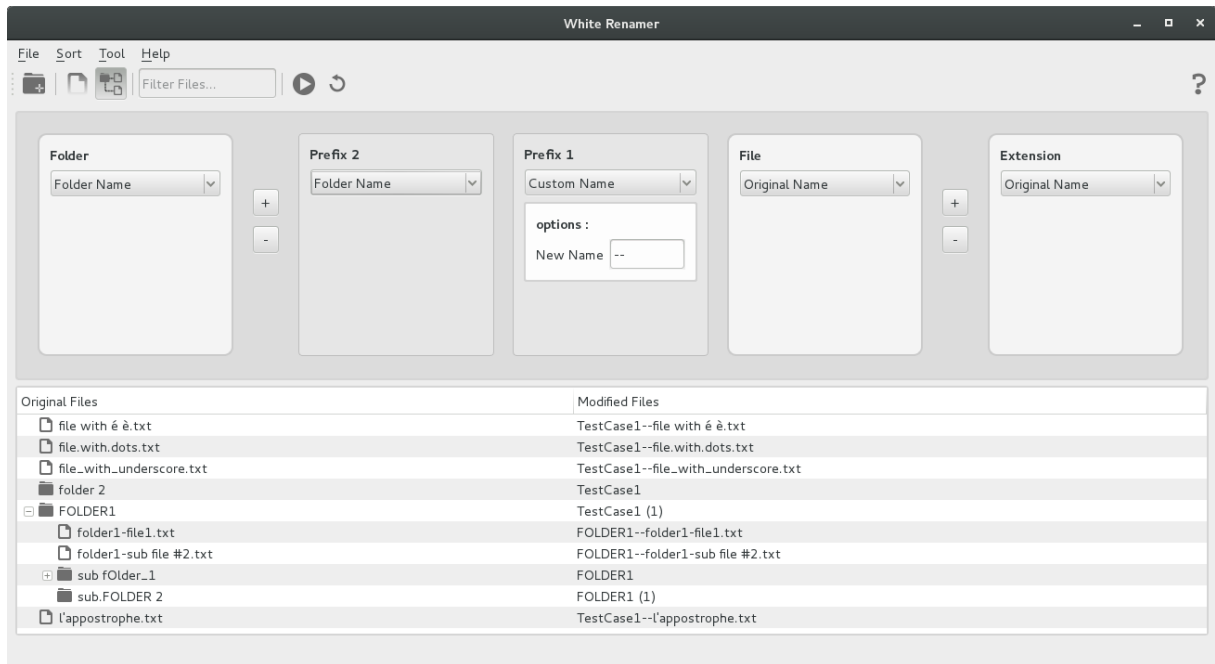 White Renamer
File Sort Tool Help
Filter Files...
?
Folder
Folder Name
+
-
Prefix 2
Folder Name
Prefix 1
Custom Name
options :
New Name --
File
Original Name
+
-
Extension
Original Name
Original Files Modified Files
file with é è.txt TestCase1--file with é è.txt
file.with.dots.txt TestCase1--file.with.dots.txt
file_with_underscore.txt TestCase1--file_with_underscore.txt
folder 2 TestCase1
FOLDER1 TestCase1 (1)
folder1-file1.txt FOLDER1--folder1-file1.txt
folder1-sub file #2.txt FOLDER1--folder1-sub file #2.txt
sub fOlder_1 FOLDER1
sub.FOLDER 2 FOLDER1 (1)
l'appostrophe.txt TestCase1--l'appostrophe.txt